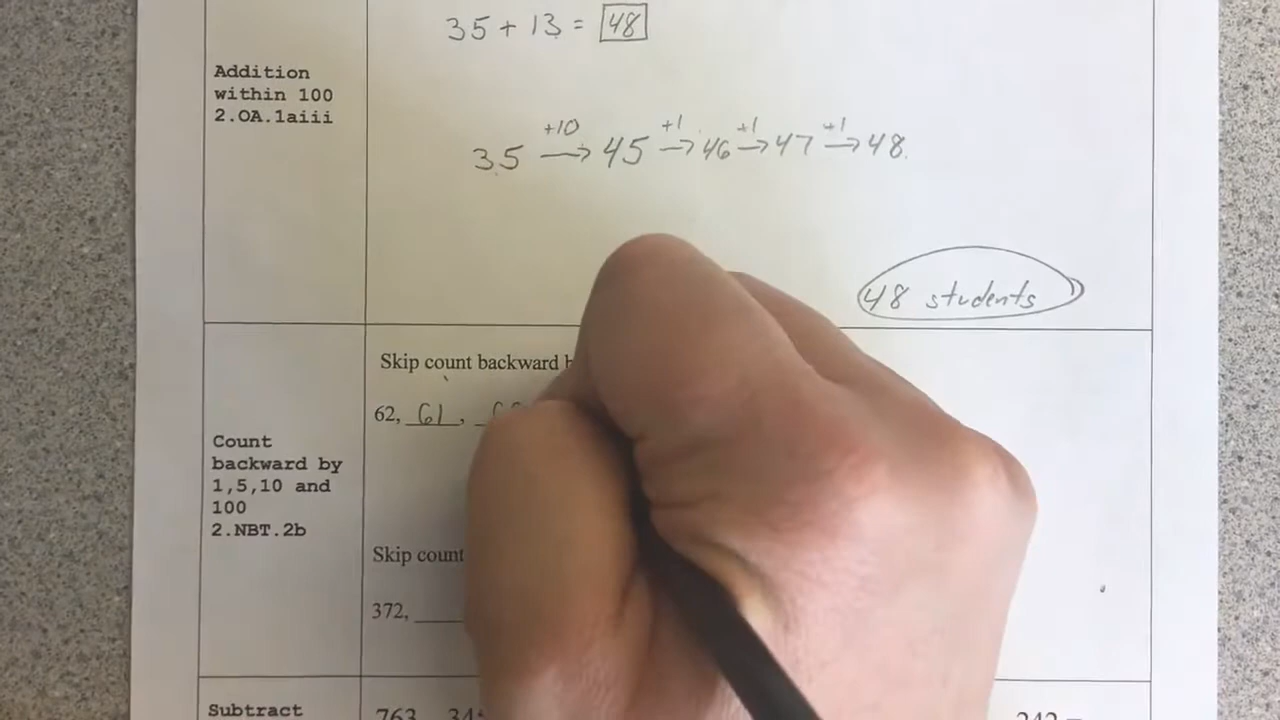 35 + 13 = 48
Addition
within 100
2.OA.1aiii
+10 +1 +1 +1
35 → 45 → 46 → 47 → 48
48 students
Skip count backward
62, 61,
Count
backward by
1,5,10 and
100
2.NBT.2b
Skip count
372,
Subtract
763